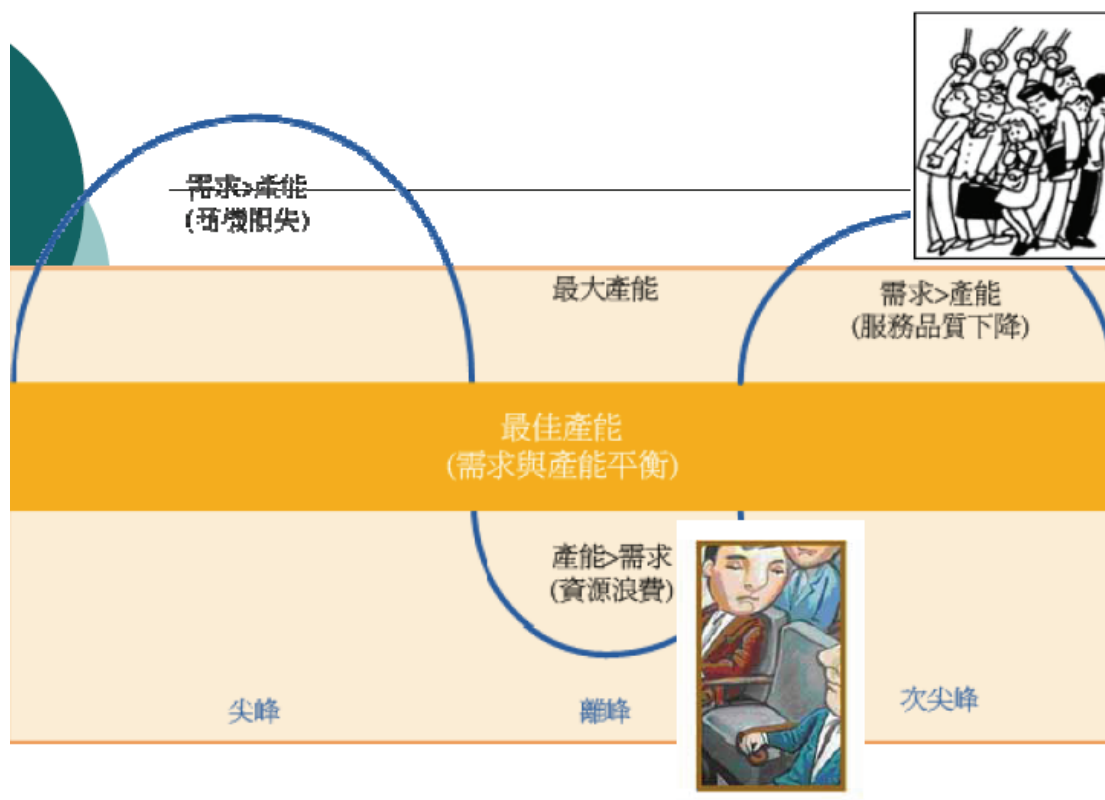 需求>產能
最大產能
需求>產能
(服務品質下降)
最佳產能
(需求與產能平衡)
產能>需求
(資源浪費)
尖峰
離峰
次尖峰